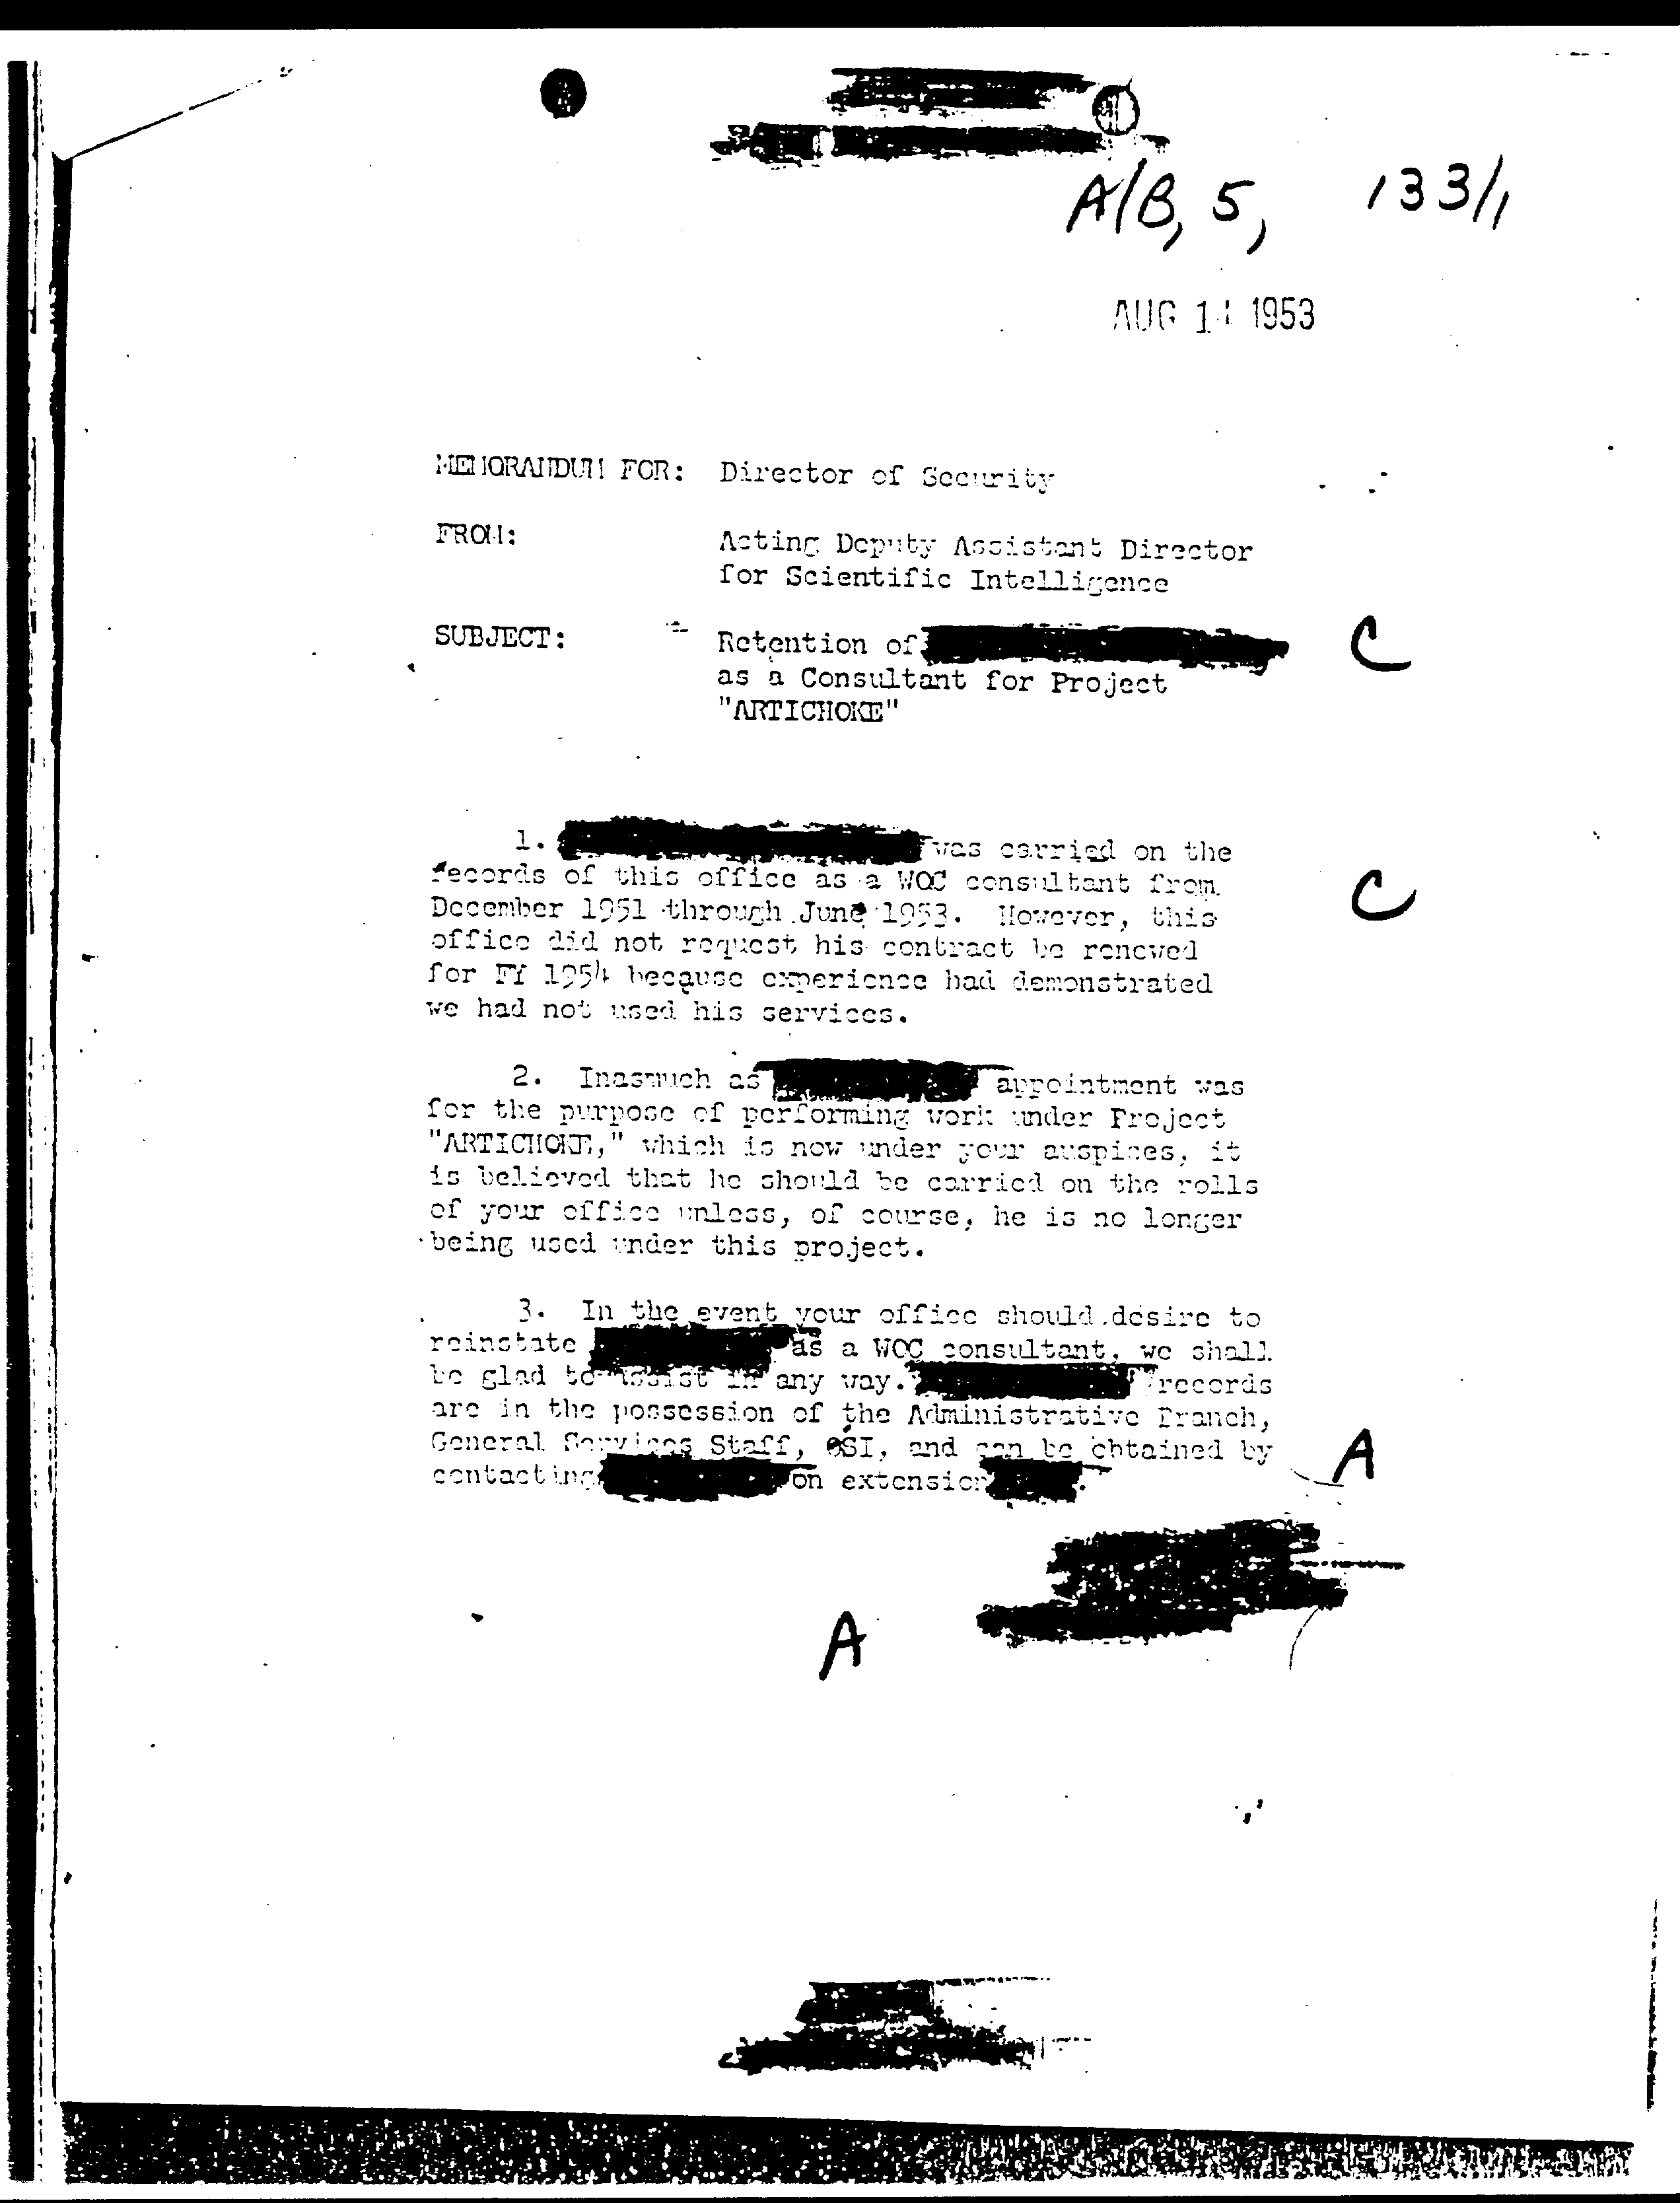 A/B, 5, 133/1
AUG 14 1953
MEMORANDUM FOR: Director of Security
FROM: Acting Deputy Assistant Director
for Scientific Intelligence
SUBJECT: Retention of
as a Consultant for Project
"ARTICHOKE"
C
1. was carried on the
records of this office as a WOC consultant from
December 1951 through June 1953. However, this
office did not request his contract be renewed
for FY 1954 because experience had demonstrated
we had not used his services.
C
2. Inasmuch as appointment was
for the purpose of performing work under Project
"ARTICHOKE," which is now under your auspices, it
is believed that he should be carried on the rolls
of your office unless, of course, he is no longer
being used under this project.
3. In the event your office should desire to
reinstate as a WOC consultant, we shall
be glad to assist in any way. records
are in the possession of the Administrative Branch,
General Services Staff, OSI, and can be obtained by
contacting on extension .
A
A